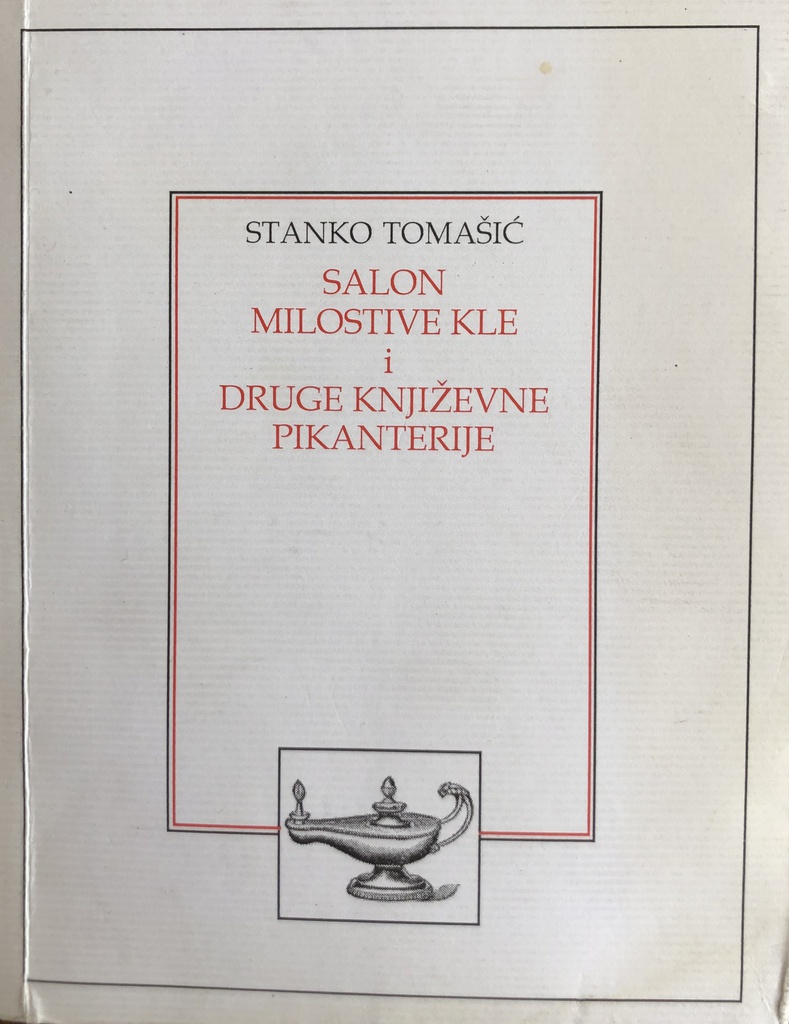 STANKO TOMAŠIĆ
SALON
MILOSTIVE KLE
i
DRUGE KNJIŽEVNE
PIKANTERIJE